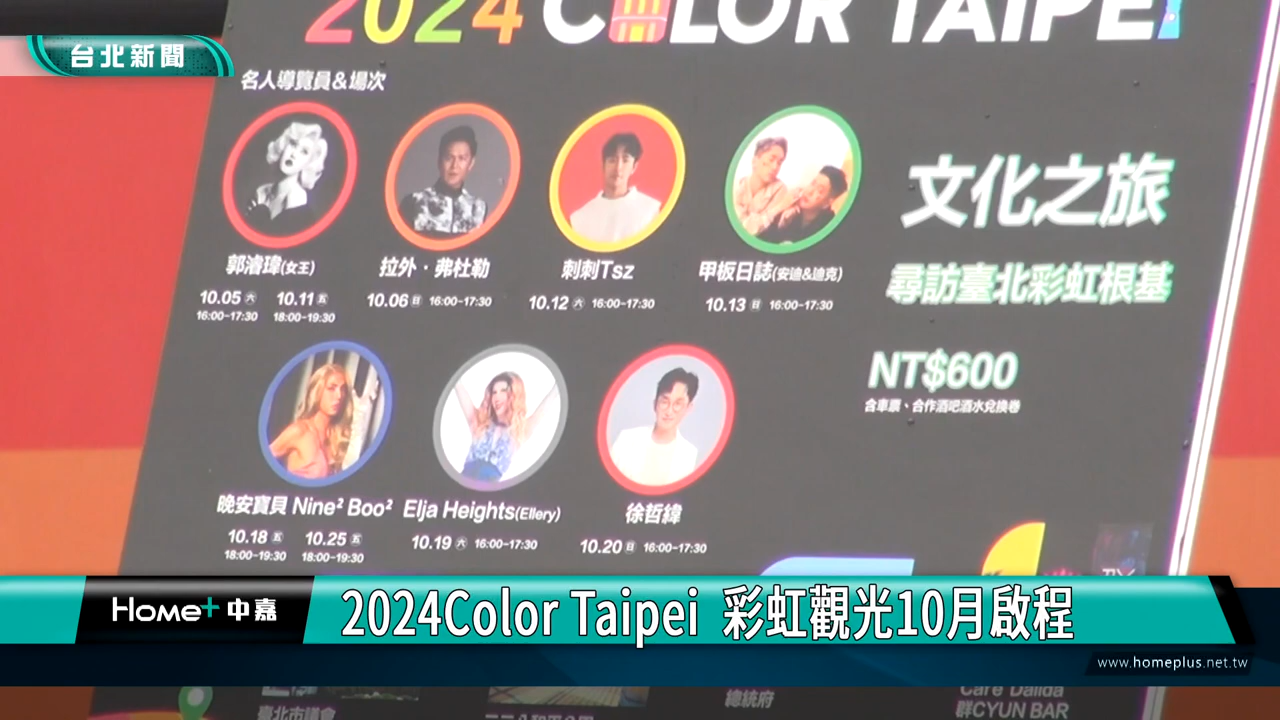 2024 COLOR TAIPEI
台北新聞
名人導覽員&場次
文化之旅
尋訪臺北彩虹根基
NT$600
含車票、合作酒吧酒水兌換卷
郭濬瑋(女王)
10.05 六 10.11 五
16:00-17:30 18:00-19:30
拉外·弗杜勒
10.06 日 16:00-17:30
刺刺Tsz
10.12 六 16:00-17:30
甲板日誌(安迪&迪克)
10.13 日 16:00-17:30
晚安寶貝 Nine² Boo²
10.18 五 10.25 五
18:00-19:30 18:00-19:30
Elja Heights(Ellery)
10.19 六 16:00-17:30
徐哲緯
10.20 日 16:00-17:30
Home+ 中嘉
2024Color Taipei 彩虹觀光10月啟程
www.homeplus.net.tw
臺北市議會
總統府
Café Dalida
群CYUN BAR